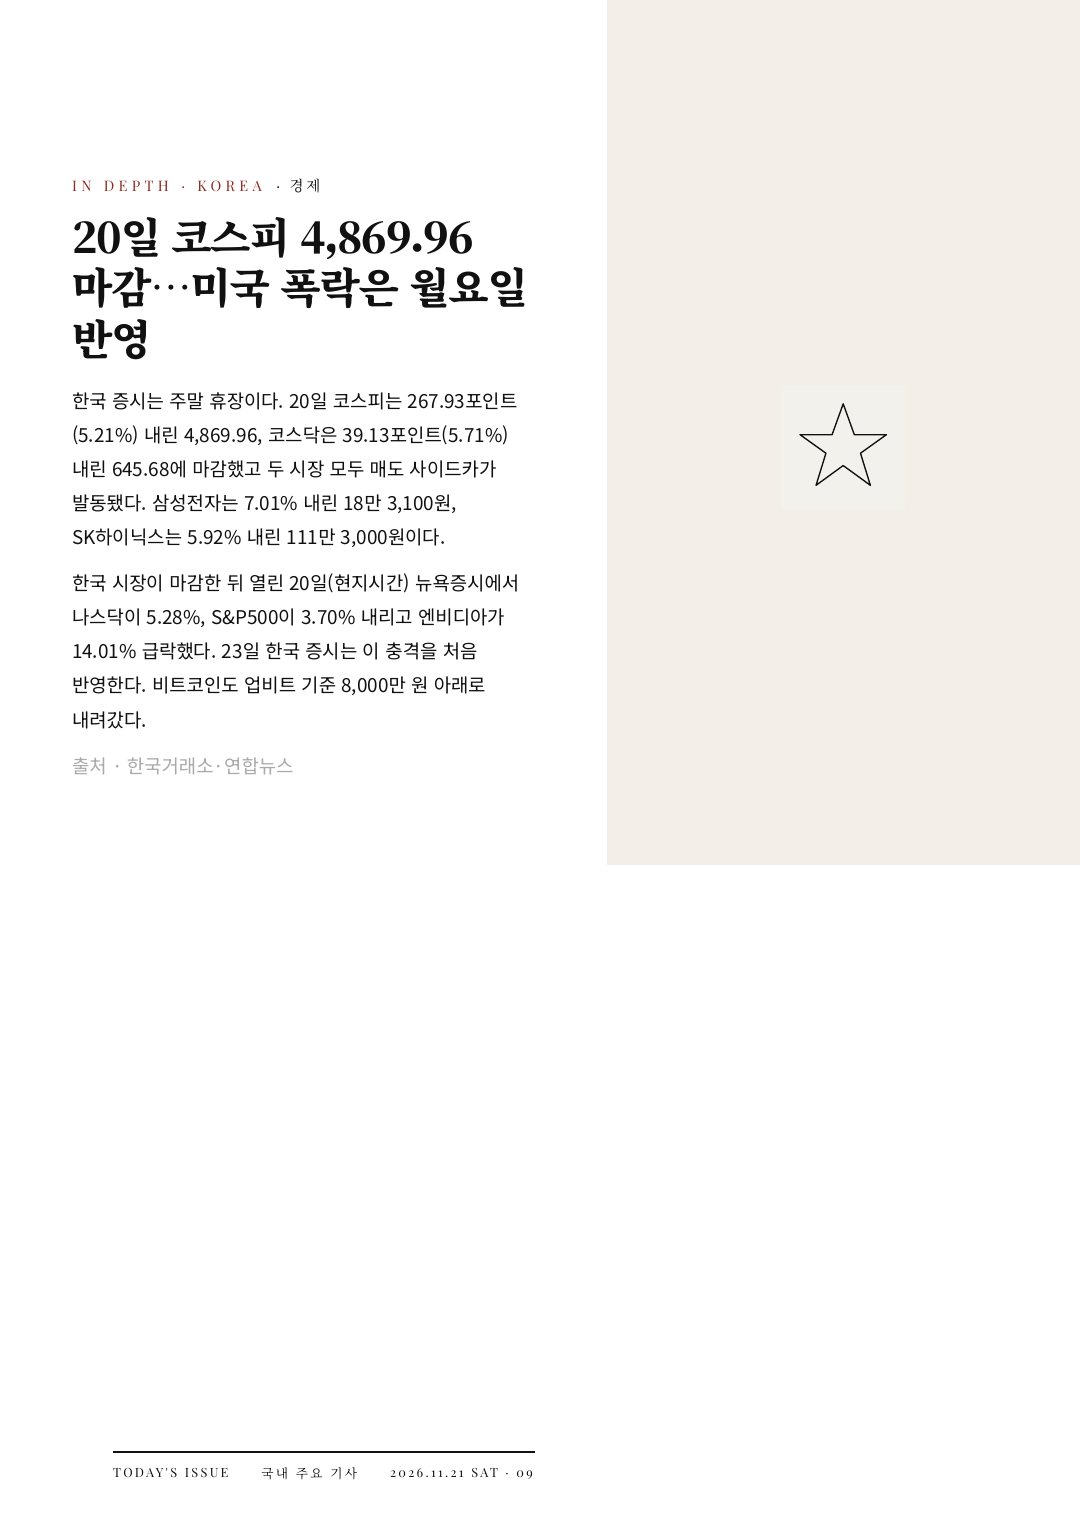 IN DEPTH · KOREA · 경제
20일 코스피 4,869.96
마감…미국 폭락은 월요일
반영
한국 증시는 주말 휴장이다. 20일 코스피는 267.93포인트
(5.21%) 내린 4,869.96, 코스닥은 39.13포인트(5.71%)
내린 645.68에 마감했고 두 시장 모두 매도 사이드카가
발동됐다. 삼성전자는 7.01% 내린 18만 3,100원,
SK하이닉스는 5.92% 내린 111만 3,000원이다.
한국 시장이 마감한 뒤 열린 20일(현지시간) 뉴욕증시에서
나스닥이 5.28%, S&P500이 3.70% 내리고 엔비디아가
14.01% 급락했다. 23일 한국 증시는 이 충격을 처음
반영한다. 비트코인도 업비트 기준 8,000만 원 아래로
내려갔다.
출처 · 한국거래소·연합뉴스
TODAY'S ISSUE 국내 주요 기사 2026.11.21 SAT · 09